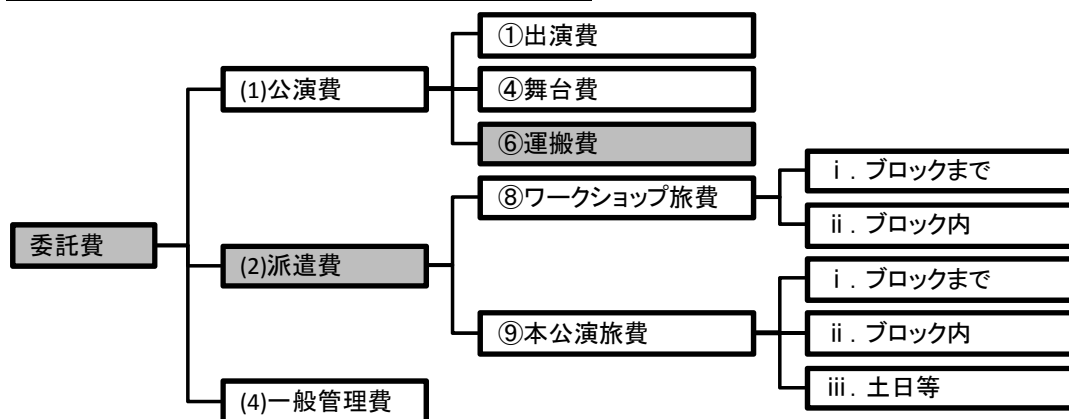 ①出演費
(1)公演費
④舞台費
⑥運搬費
ⅰ．ブロックまで
⑧ワークショップ旅費
ⅱ．ブロック内
委託費
(2)派遣費
ⅰ．ブロックまで
⑨本公演旅費
ⅱ．ブロック内
ⅲ．土日等
(4)一般管理費